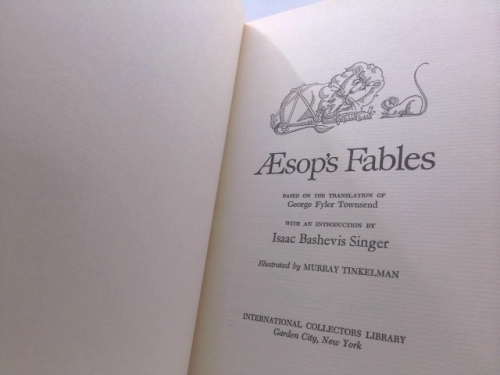 Æsop's Fables
BASED ON THE TRANSLATION OF
George Fyler Townsend
WITH AN INTRODUCTION BY
Isaac Bashevis Singer
Illustrated by MURRAY TINKELMAN
INTERNATIONAL COLLECTORS LIBRARY
Garden City, New York